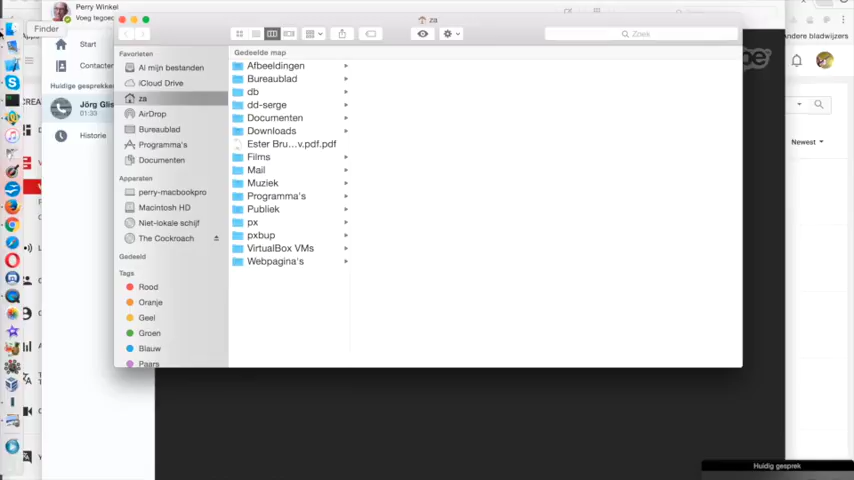 Perry Winkel
Voeg tegoed
Finder
Start
Contacten
Huidige gesprekken
Jörg Glis
01:33
Historie
za
Zoek
Andere bladwijzers
Newest
Favorieten
Al mijn bestanden
iCloud Drive
za
AirDrop
Bureaublad
Programma's
Documenten
Apparaten
perry-macbookpro
Macintosh HD
Niet-lokale schijf
The Cockroach
Gedeeld
Tags
Rood
Oranje
Geel
Groen
Blauw
Paars
Gedeelde map
Afbeeldingen
Bureaublad
db
dd-serge
Documenten
Downloads
Ester Bru…v.pdf.pdf
Films
Mail
Muziek
Programma's
Publiek
px
pxbup
VirtualBox VMs
Webpagina's
Huidig gesprek